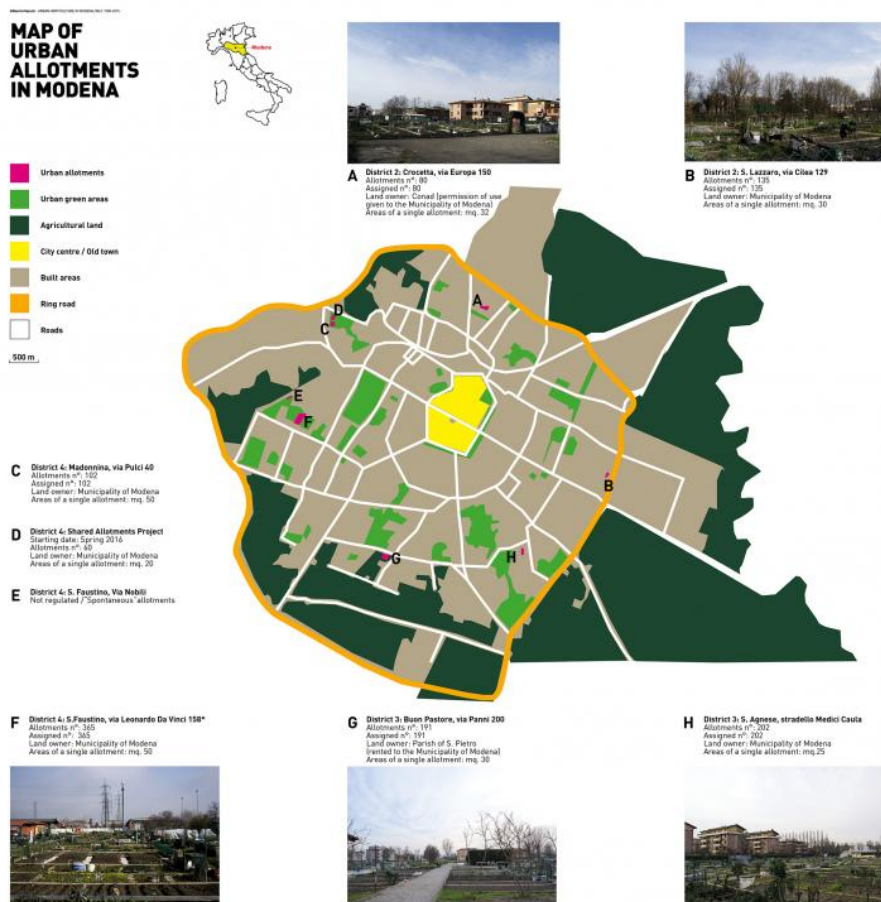 MAP OF
URBAN
ALLOTMENTS
IN MODENA
Modena
Urban allotments
Urban green areas
Agricultural land
City centre / Old town
Built areas
Ring road
Roads
500 m
A District 2: Crocetta, via Europa 150
Allotments n°: 80
Assigned n°: 80
Land owner: Conad (permission of use
given to the Municipality of Modena)
Areas of a single allotment: mq. 32
B District 2: S. Lazzaro, via Cilea 129
Allotments n°: 135
Assigned n°: 135
Land owner: Municipality of Modena
Areas of a single allotment: mq. 30
A
D
C
E
F
B
G
H
C District 4: Madonnina, via Pulci 40
Allotments n°: 102
Assigned n°: 102
Land owner: Municipality of Modena
Areas of a single allotment: mq. 50
D District 4: Shared Allotments Project
Starting date: Spring 2016
Allotments n°: 60
Land owner: Municipality of Modena
Areas of a single allotment: mq. 20
E District 4: S. Faustino, Via Nobili
Not regulated / "Spontaneous" allotments
F District 4: S.Faustino, via Leonardo Da Vinci 158*
Allotments n°: 365
Assigned n°: 365
Land owner: Municipality of Modena
Areas of a single allotment: mq. 50
G District 3: Buon Pastore, via Panni 200
Allotments n°: 191
Assigned n°: 191
Land owner: Parish of S. Pietro
(rented to the Municipality of Modena)
Areas of a single allotment: mq. 30
H District 3: S. Agnese, stradello Medici Caula
Allotments n°: 202
Assigned n°: 202
Land owner: Municipality of Modena
Areas of a single allotment: mq.25